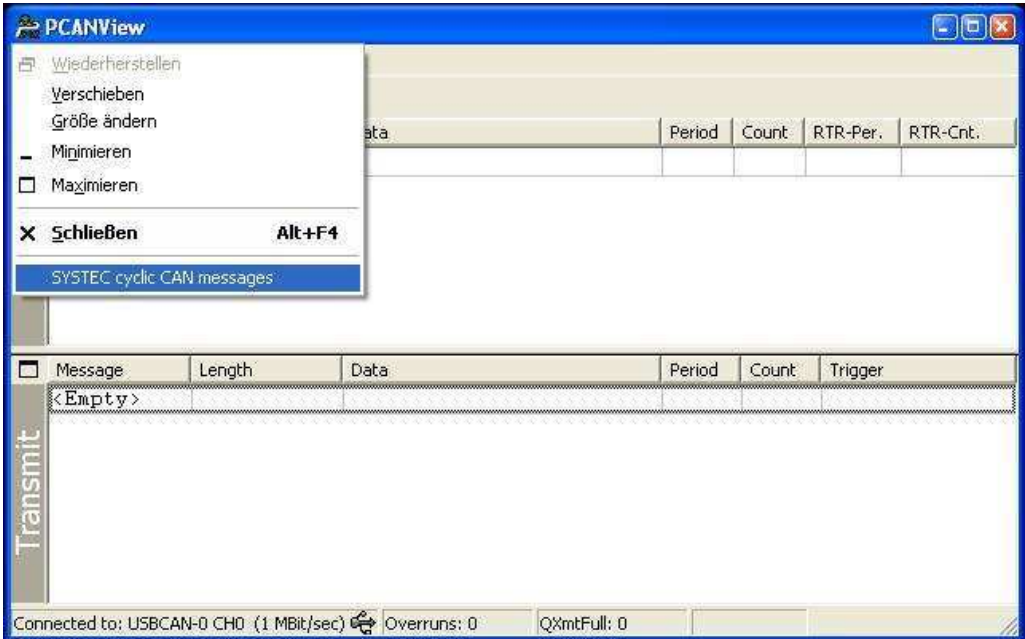 PCANView
Wiederherstellen
Verschieben
Größe ändern
Minimieren
Maximieren
Schließen Alt+F4
SYSTEC cyclic CAN messages
ata Period Count RTR-Per. RTR-Cnt.
Message Length Data Period Count Trigger
<Empty>
Transmit
Connected to: USBCAN-0 CH0 (1 MBit/sec) Overruns: 0 QXmtFull: 0